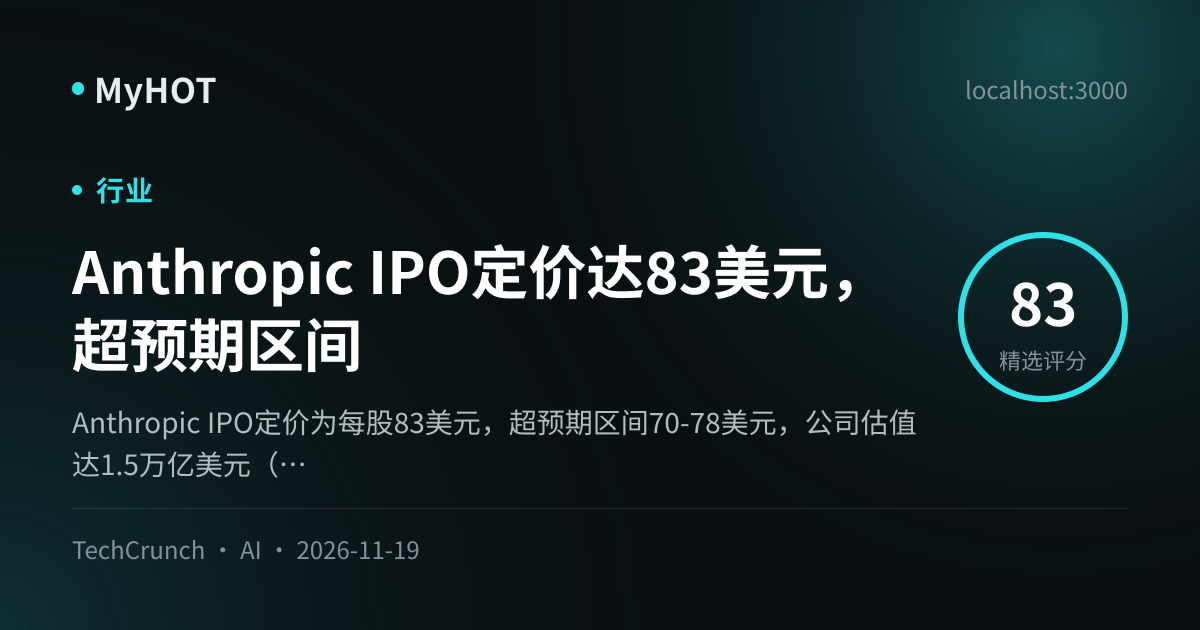 MyHOT
localhost:3000
行业
Anthropic IPO定价达83美元，
超预期区间
83
精选评分
Anthropic IPO定价为每股83美元，超预期区间70-78美元，公司估值
达1.5万亿美元（…
TechCrunch · AI · 2026-11-19